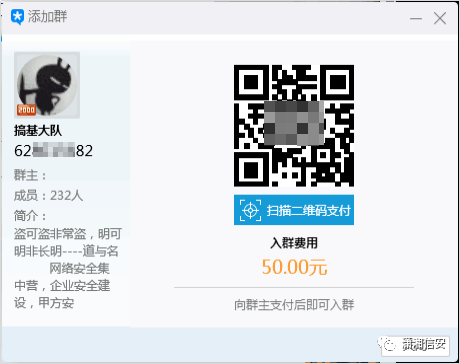 添加群
2000
搞基大队
62
82
群主：
成员：232人
简介：
盗可盗非常盗，明可
明非长明----道与名
网络安全集
中营，企业安全建
设，甲方安
扫描二维码支付
入群费用
50.00元
向群主支付后即可入群
潇湘信安